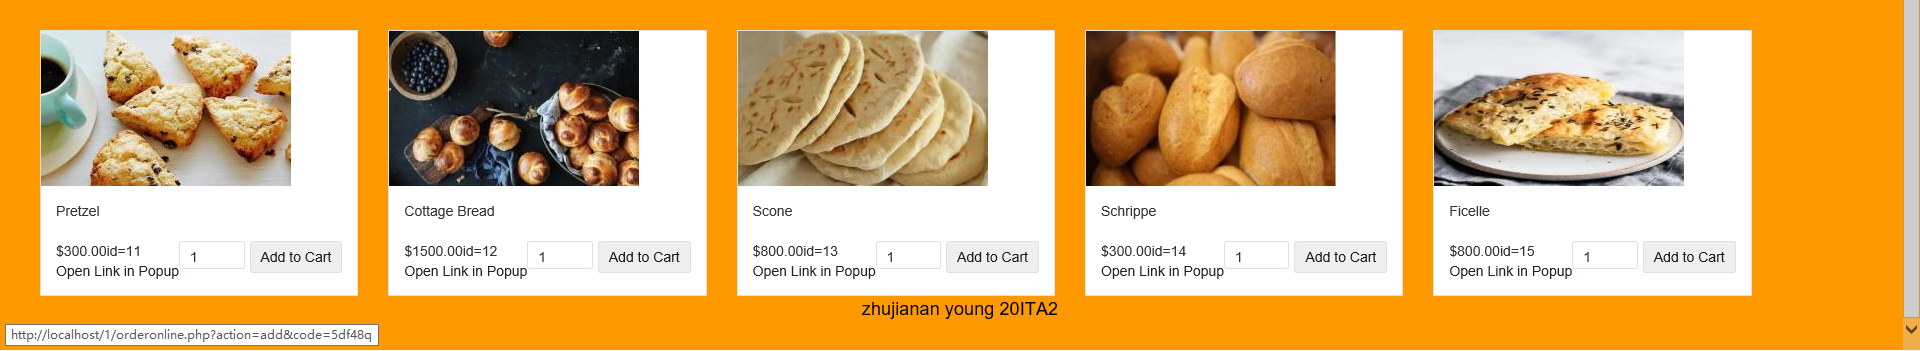 Pretzel
$300.00id=11
1
Add to Cart
Open Link in Popup
Cottage Bread
$1500.00id=12
1
Add to Cart
Open Link in Popup
Scone
$800.00id=13
1
Add to Cart
Open Link in Popup
Schrippe
$300.00id=14
1
Add to Cart
Open Link in Popup
Ficelle
$800.00id=15
1
Add to Cart
Open Link in Popup
zhujianan young 20ITA2
http://localhost/1/orderonline.php?action=add&code=5df48q